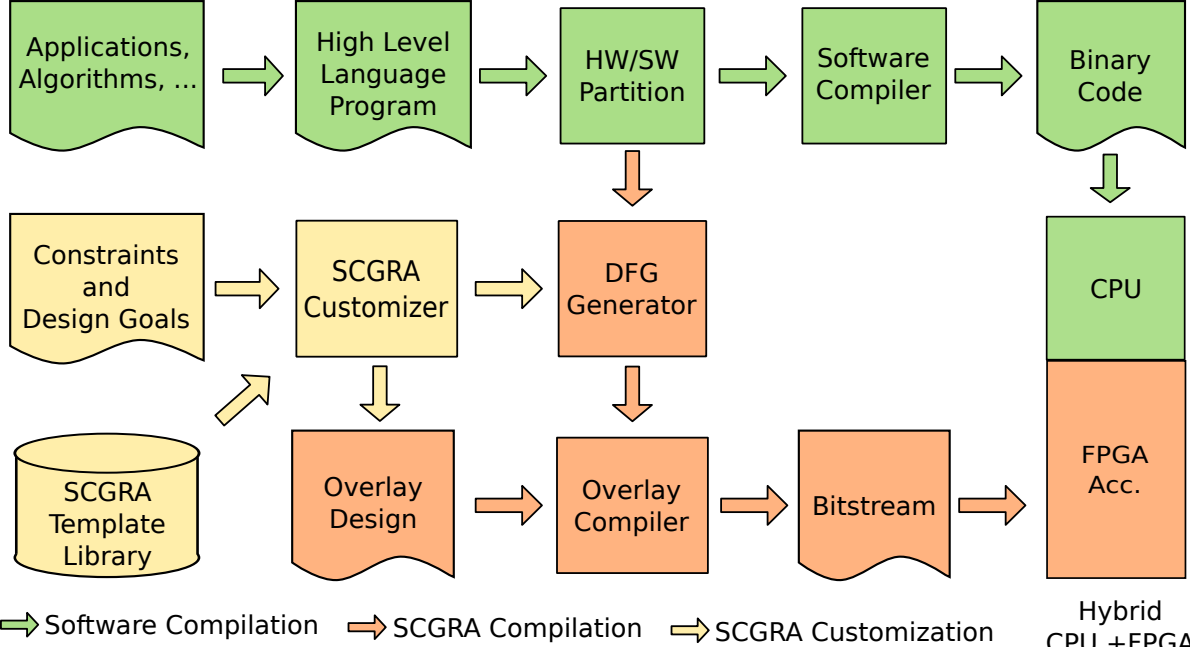 Applications,
Algorithms, ...
High Level
Language
Program
HW/SW
Partition
Software
Compiler
Binary
Code
Constraints
and
Design Goals
SCGRA
Customizer
DFG
Generator
CPU
SCGRA
Template
Library
Overlay
Design
Overlay
Compiler
Bitstream
FPGA
Acc.
Software Compilation
SCGRA Compilation
SCGRA Customization
Hybrid
CPU +FPGA